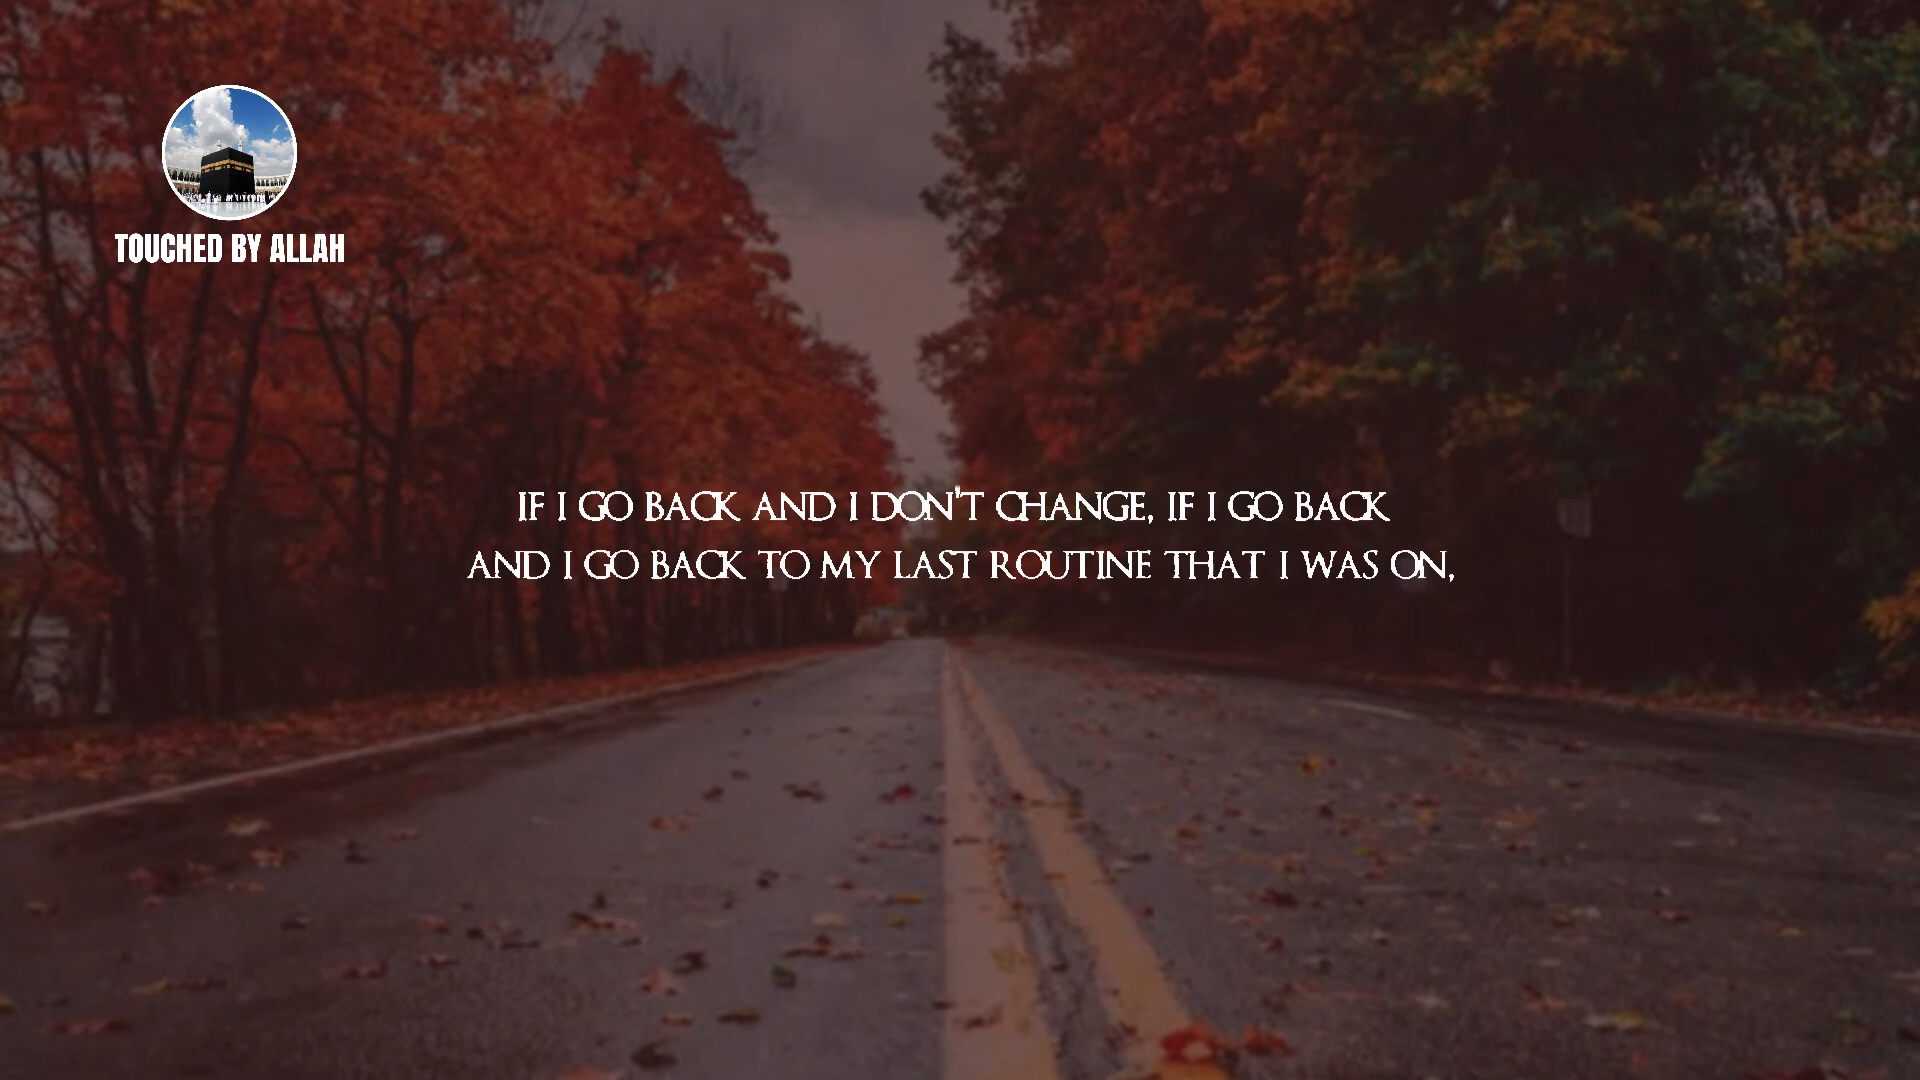 TOUCHED BY ALLAH
IF I GO BACK AND I DON'T CHANGE, IF I GO BACK
AND I GO BACK TO MY LAST ROUTINE THAT I WAS ON,